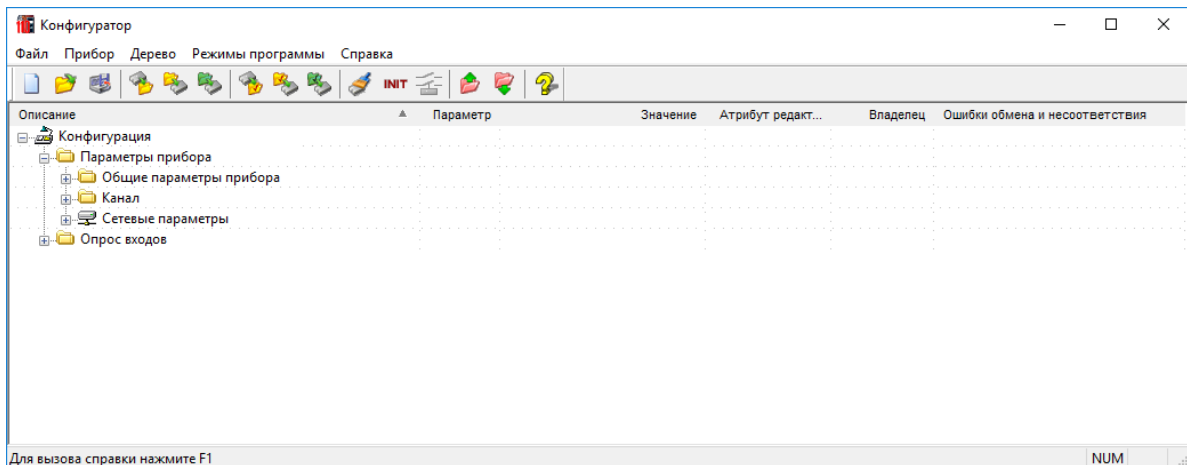 Конфигуратор
Файл Прибор Дерево Режимы программы Справка
INIT
Описание Параметр Значение Атрибут редакт... Владелец Ошибки обмена и несоответствия
Конфигурация
Параметры прибора
Общие параметры прибора
Канал
Сетевые параметры
Опрос входов
Для вызова справки нажмите F1 NUM